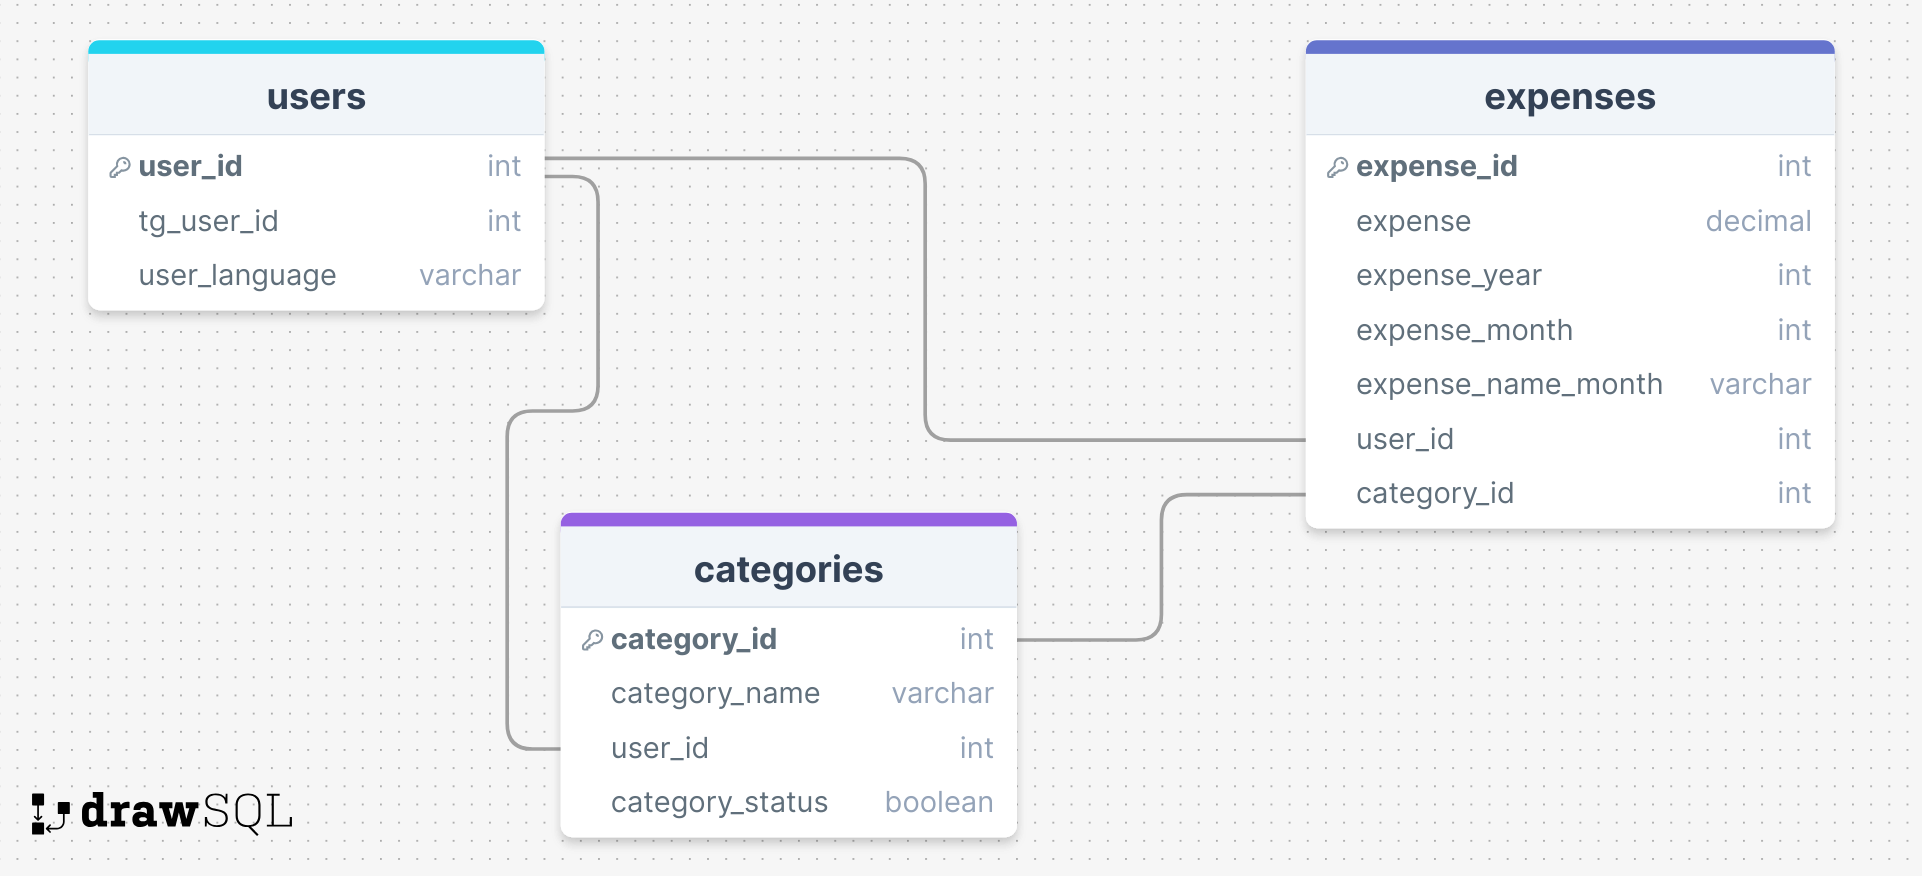 users
user_id int
tg_user_id int
user_language varchar
expenses
expense_id int
expense decimal
expense_year int
expense_month int
expense_name_month varchar
user_id int
category_id int
categories
category_id int
category_name varchar
user_id int
category_status boolean
drawSQL